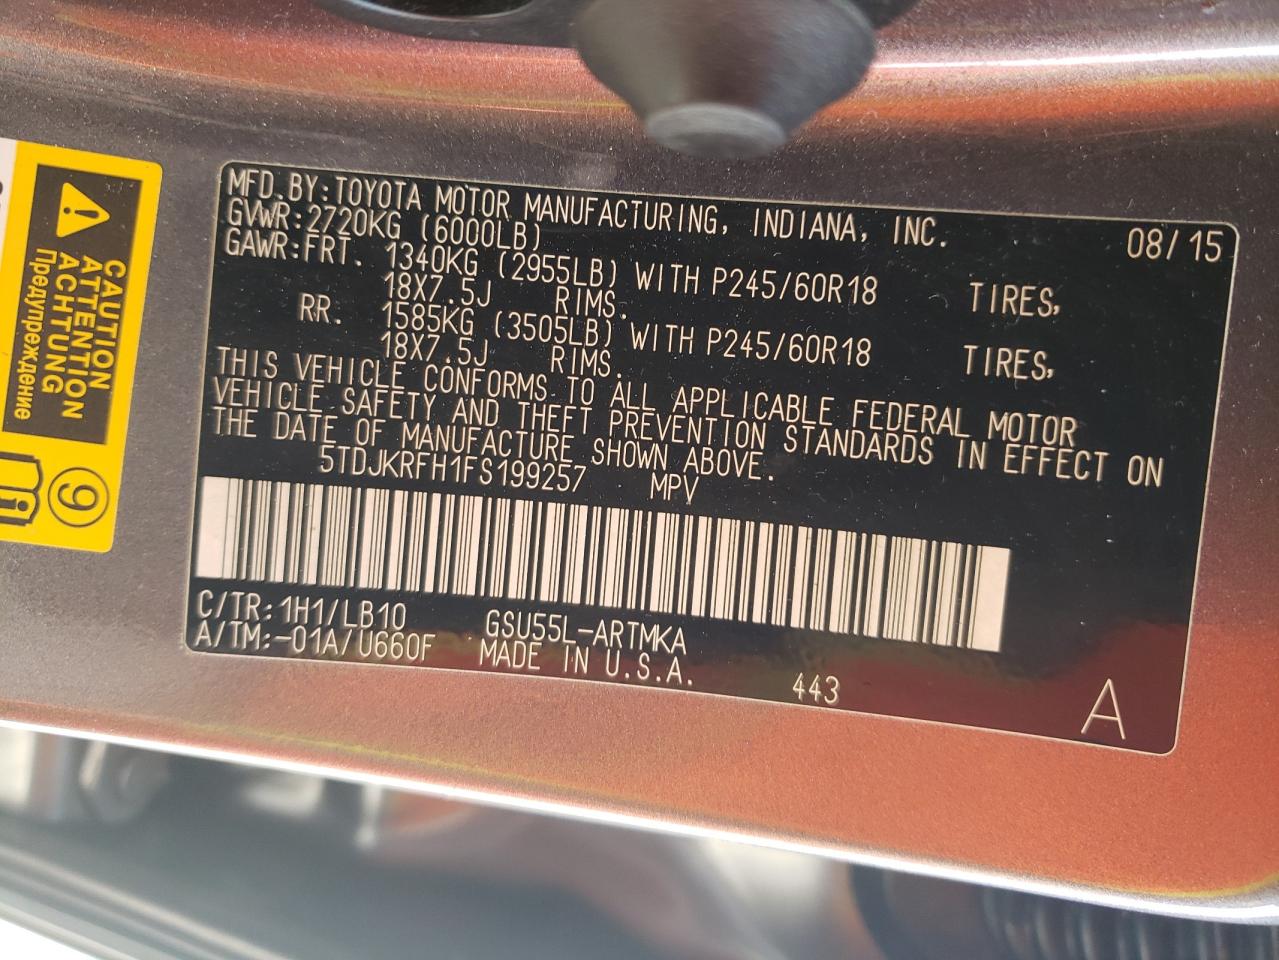 MFD.BY:TOYOTA MOTOR MANUFACTURING, INDIANA, INC. 08/15
GVWR:2720KG (6000LB)
GAWR:FRT. 1340KG (2955LB) WITH P245/60R18 TIRES,
18X7.5J RIMS.
RR. 1585KG (3505LB) WITH P245/60R18 TIRES,
18X7.5J RIMS.
THIS VEHICLE CONFORMS TO ALL APPLICABLE FEDERAL MOTOR
VEHICLE SAFETY AND THEFT PREVENTION STANDARDS IN EFFECT ON
THE DATE OF MANUFACTURE SHOWN ABOVE.
5TDJKRFH1FS199257 MPV
C/TR:1H1/LB10 GSU55L-ARTMKA
A/TM:-01A/U660F MADE IN U.S.A.
443
A
CAUTION
ATTENTION
ACHTUNG
Предупреждение
9